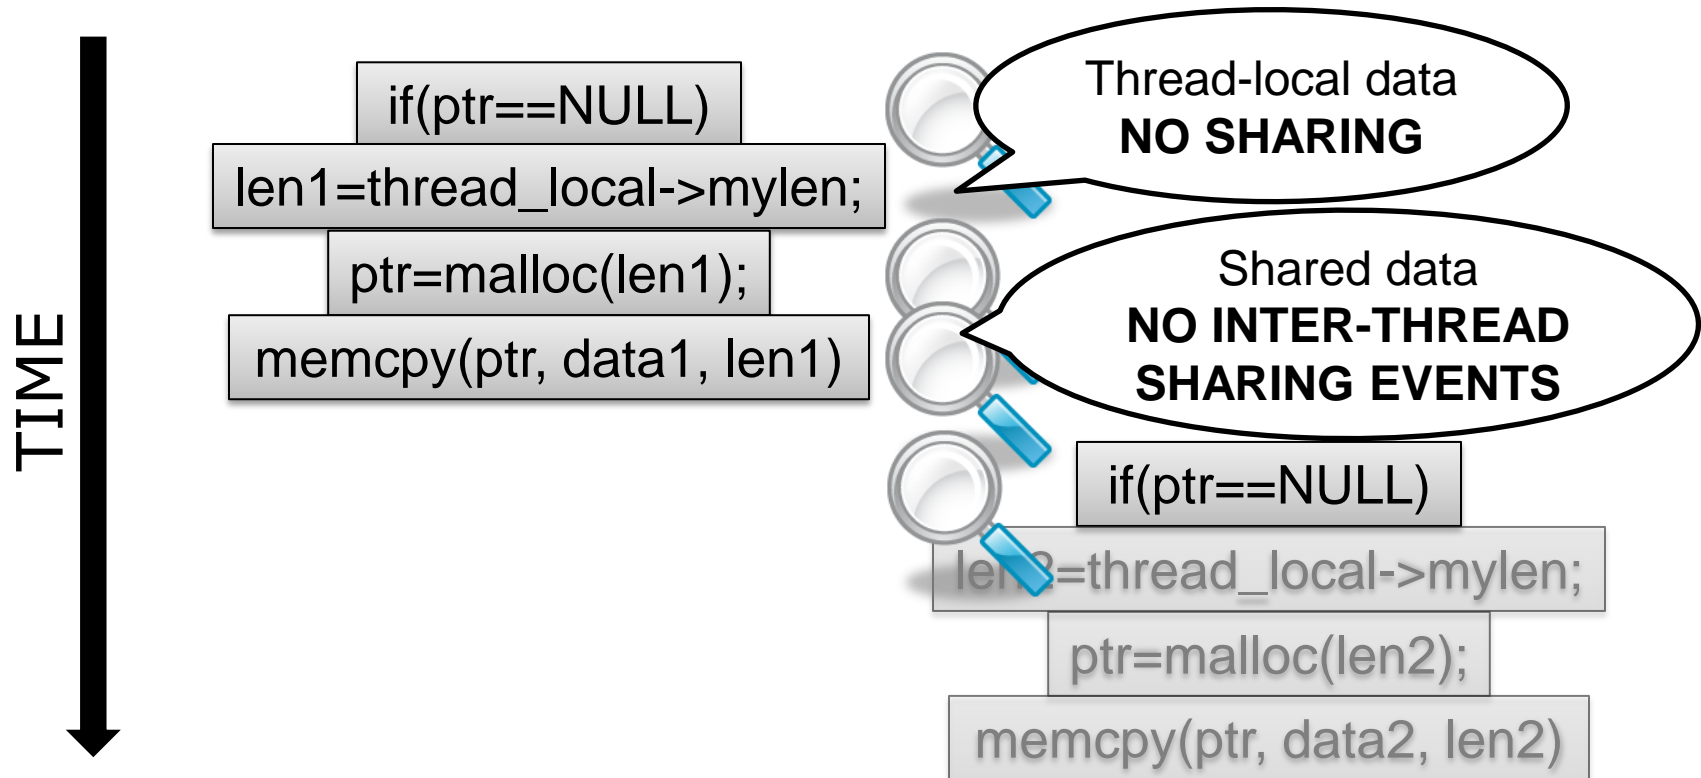 TIME
if(ptr==NULL)
len1=thread_local->mylen;
ptr=malloc(len1);
memcpy(ptr, data1, len1)
Thread-local data
NO SHARING
Shared data
NO INTER-THREAD
SHARING EVENTS
if(ptr==NULL)
len2=thread_local->mylen;
ptr=malloc(len2);
memcpy(ptr, data2, len2)